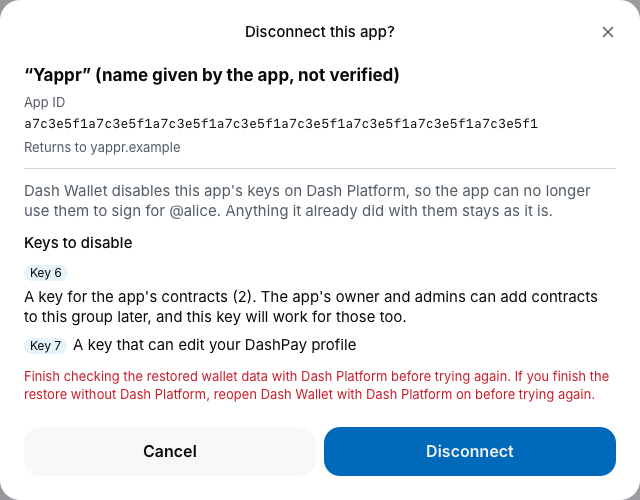 Disconnect this app?
“Yappr” (name given by the app, not verified)
App ID
a7c3e5f1a7c3e5f1a7c3e5f1a7c3e5f1a7c3e5f1a7c3e5f1a7c3e5f1a7c3e5f1
Returns to yappr.example
Dash Wallet disables this app's keys on Dash Platform, so the app can no longer
use them to sign for @alice. Anything it already did with them stays as it is.
Keys to disable
Key 6
A key for the app's contracts (2). The app's owner and admins can add contracts
to this group later, and this key will work for those too.
Key 7 A key that can edit your DashPay profile
Finish checking the restored wallet data with Dash Platform before trying again. If you finish the
restore without Dash Platform, reopen Dash Wallet with Dash Platform on before trying again.
Cancel
Disconnect